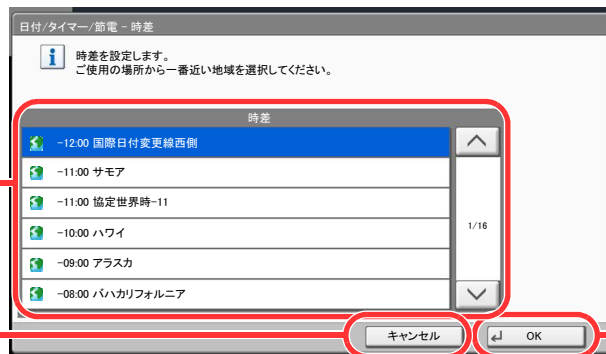 日付/タイマー/節電 - 時差
時差を設定します。
ご使用の場所から一番近い地域を選択してください。
時差
-12:00 国際日付変更線西側
-11:00 サモア
-11:00 協定世界時-11
-10:00 ハワイ
1/16
-09:00 アラスカ
-08:00 バハカリフォルニア
キャンセル
OK